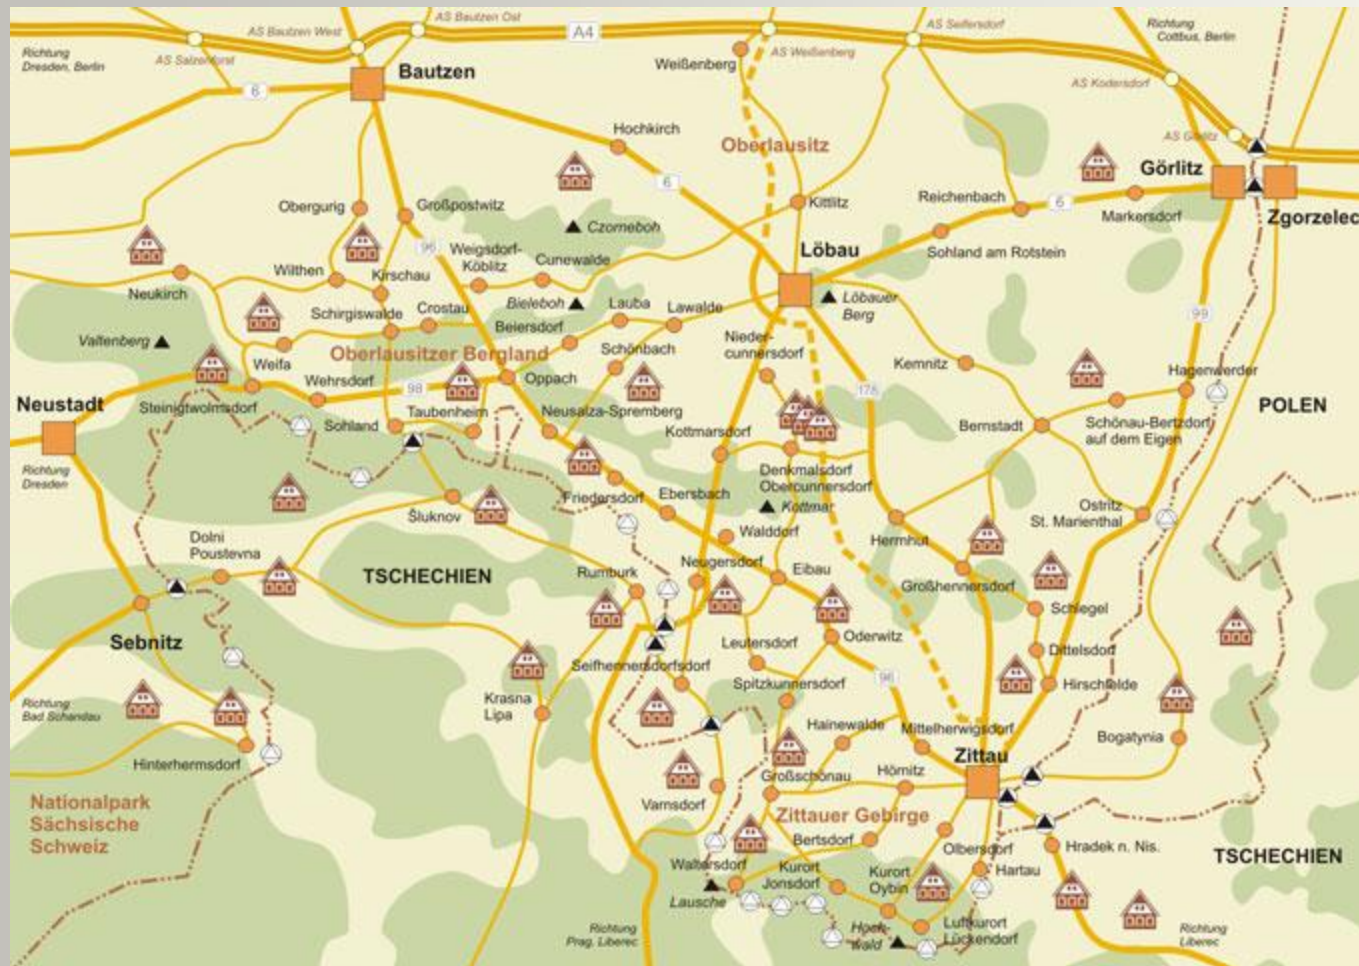 AS Bautzen Ost
AS Bautzen West
A4
AS Seifersdorf
Richtung
Cottbus, Berlin
Richtung
Dresden, Berlin
AS Salzenforst
AS Weißenberg
Weißenberg
Bautzen
AS Kodersdorf
6
Hochkirch
Oberlausitz
AS Görlitz
Görlitz
6
Zgorzelec
Obergurig
Großpostwitz
Kittlitz
Reichenbach
6
Markersdorf
Czorneboh
96
Weigsdorf-
Köblitz
Cunewalde
Löbau
Sohland am Rotstein
Neukirch
Wilthen
Kirschau
Bieleboh
Löbauer
Berg
Schirgiswalde
Crostau
Lauba
Lawalde
99
Beiersdorf
Valtenberg
Oberlausitzer Bergland
Weifa
Schönbach
Nieder-
cunnersdorf
Kemnitz
Hagenwerder
Wehrsdorf
98
Oppach
178
Neustadt
Steinigtwolmsdorf
Taubenheim
Neusalza-Spremberg
POLEN
Sohland
Kottmarsdorf
Bernstadt
Schönau-Bertzdorf
auf dem Eigen
Richtung
Dresden
Denkmalsdorf
Obercunnersdorf
Friedersdorf
Ebersbach
Kottmar
Ostritz
St. Marienthal
Šluknov
Dolni
Poustevna
Walddorf
Herrnhut
TSCHECHIEN
Rumburk
Neugersdorf
Eibau
Großhennersdorf
Schlegel
Sebnitz
Leutersdorf
Oderwitz
Dittelsdorf
Seifhennersdorfsdorf
96
Spitzkunnersdorf
Hirschfelde
Krasna
Lipa
Richtung
Bad Schandau
Hainewalde
Mittelherwigsdorf
Bogatynia
Zittau
Hinterhermsdorf
Großschönau
Hörnitz
Varnsdorf
Nationalpark
Sächsische
Schweiz
Zittauer Gebirge
Bertsdorf
Olbersdorf
Hradek n. Nis.
TSCHECHIEN
Waltersdorf
Kurort
Jonsdorf
Kurort
Oybin
Hartau
Lausche
Hoch-
wald
Luftkurort
Lückendorf
Richtung
Prag, Liberec
Richtung
Liberec